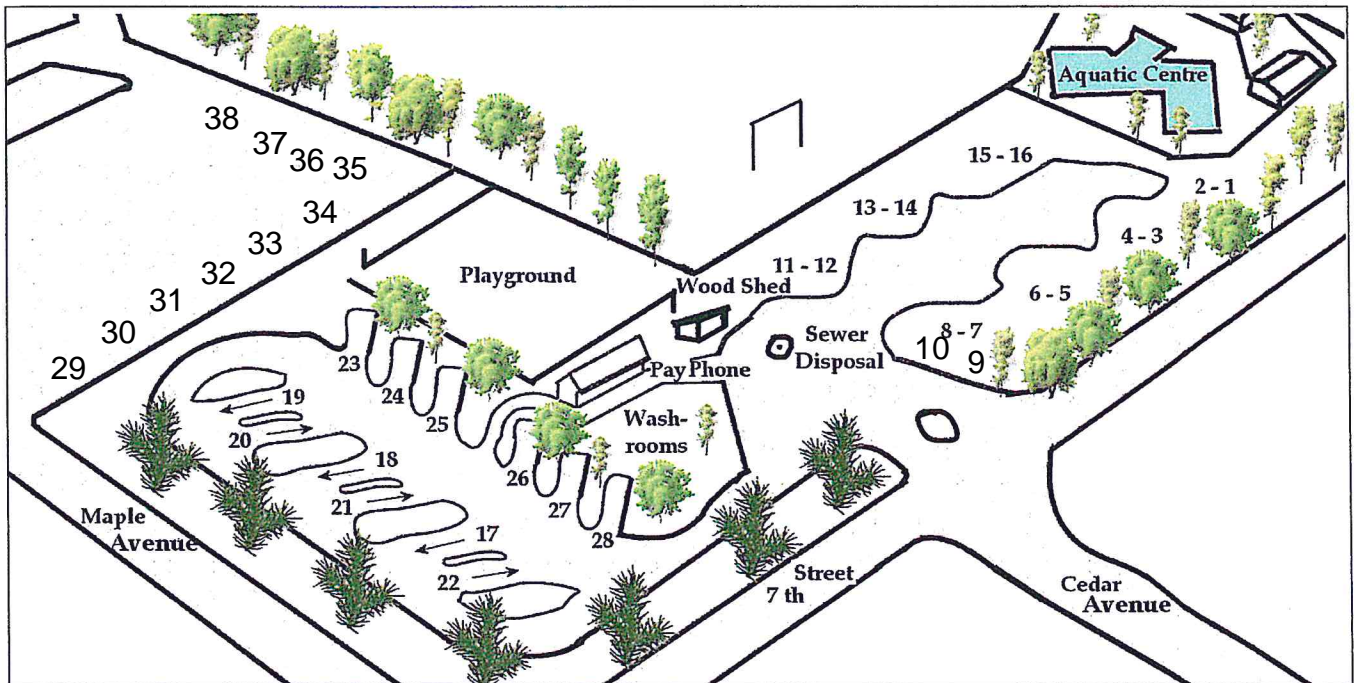 Aquatic Centre
38
37
36
35
34
33
32
31
30
29
15 - 16
2 - 1
13 - 14
4 - 3
11 - 12
6 - 5
Playground
Wood Shed
8 - 7
10
9
Sewer
Disposal
Pay Phone
Wash-
rooms
23
24
25
26
27
28
19
20
18
21
17
22
Maple
Avenue
Street
7 th
Cedar
Avenue